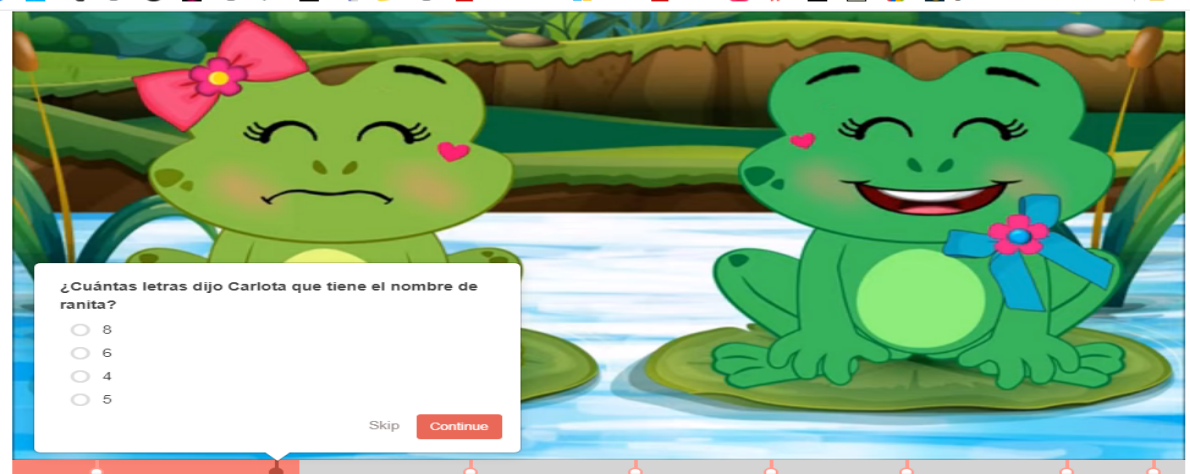 ¿Cuántas letras dijo Carlota que tiene el nombre de
ranita?
8
6
4
5
Skip
Continue